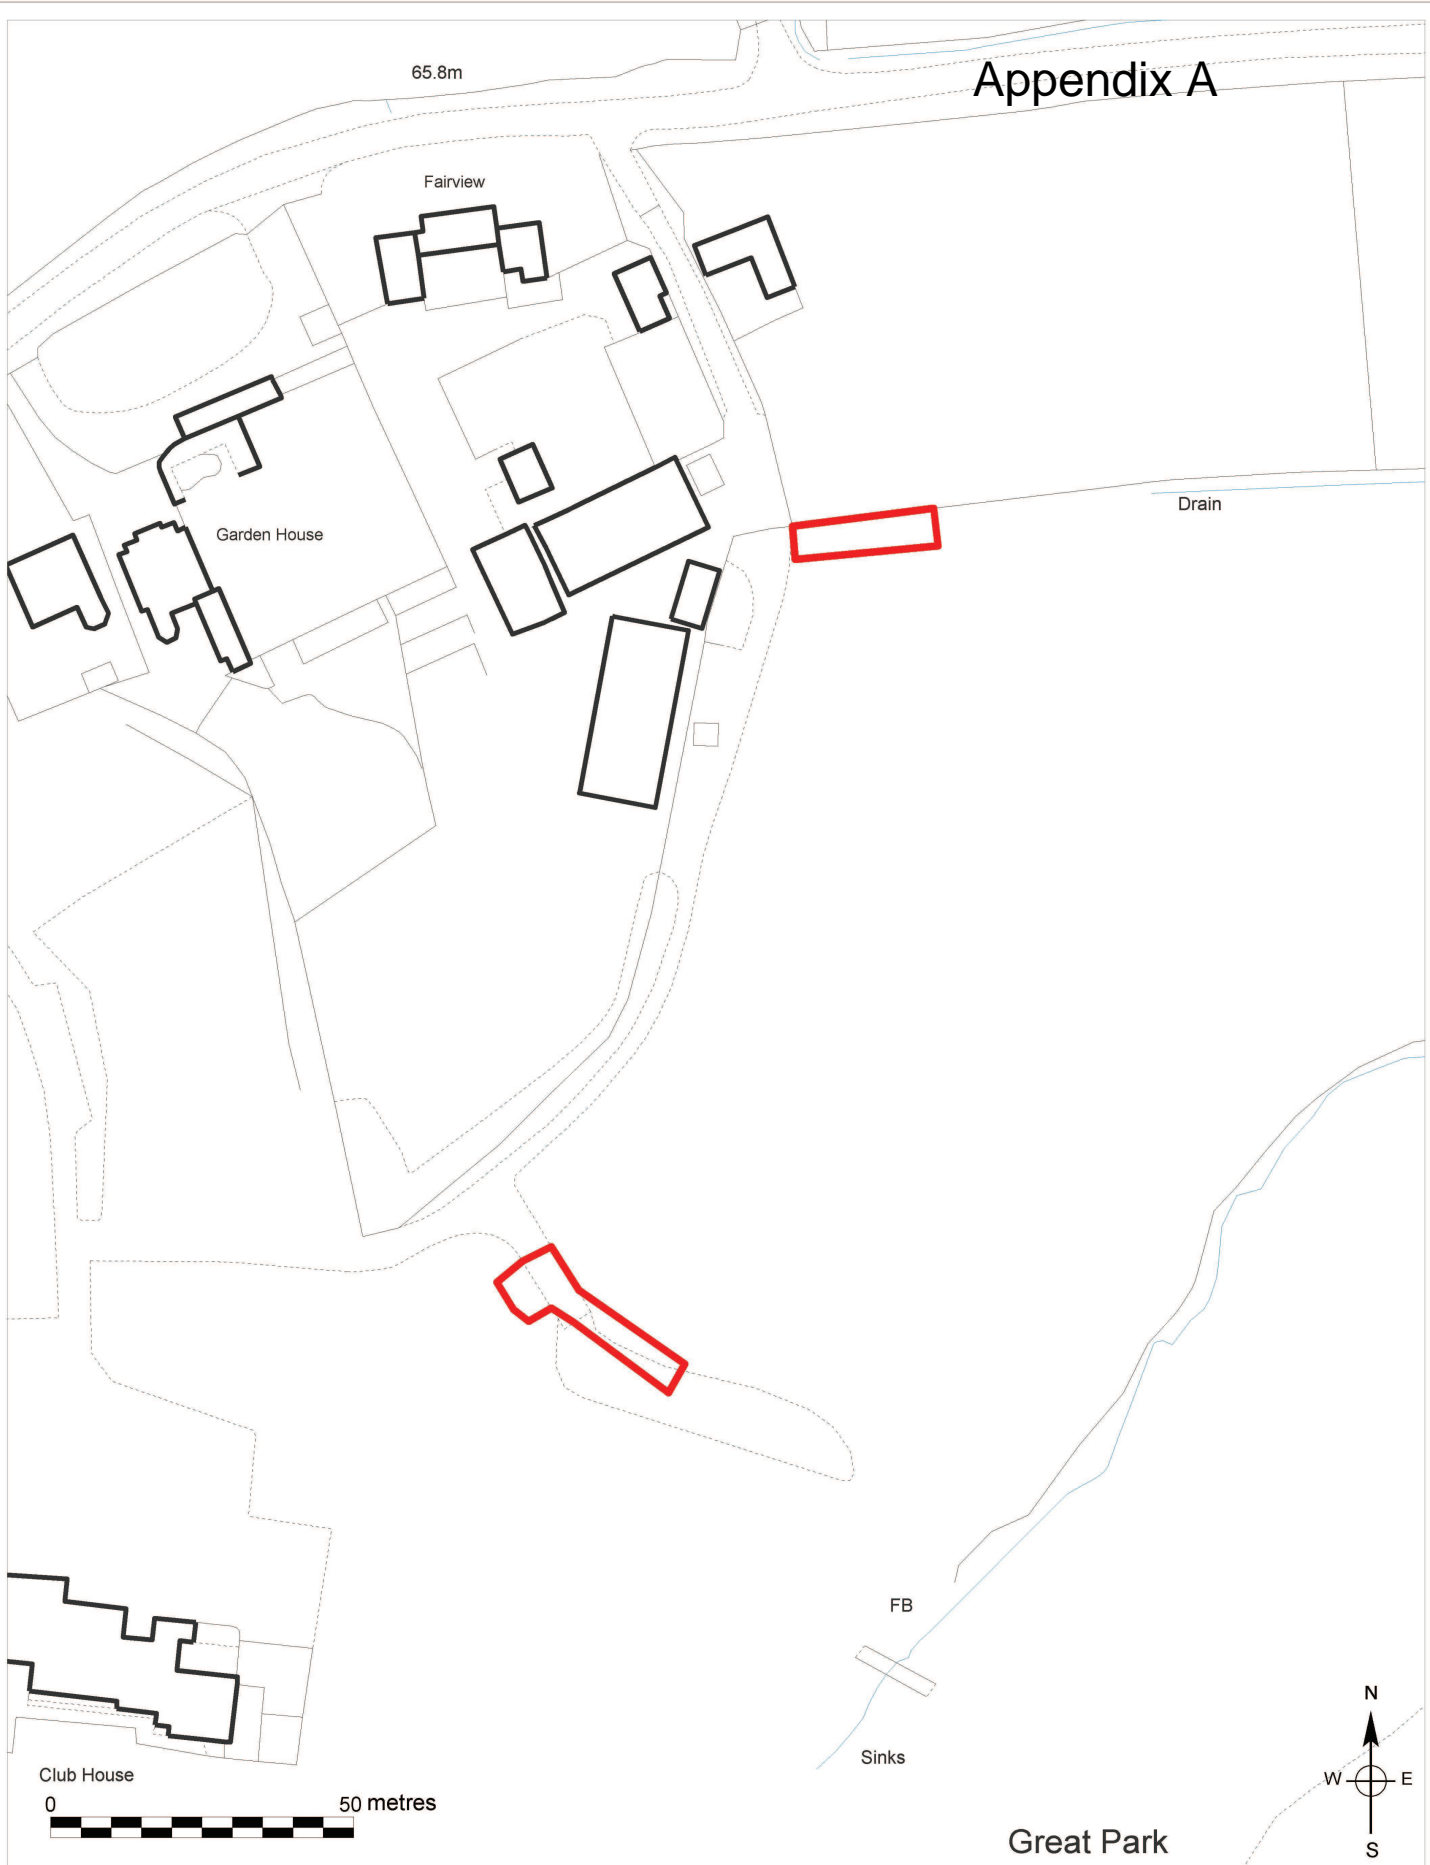 65.8m
Appendix A
Fairview
Drain
Garden House
FB
Sinks
Club House
0 50 metres
N
W E
S
Great Park